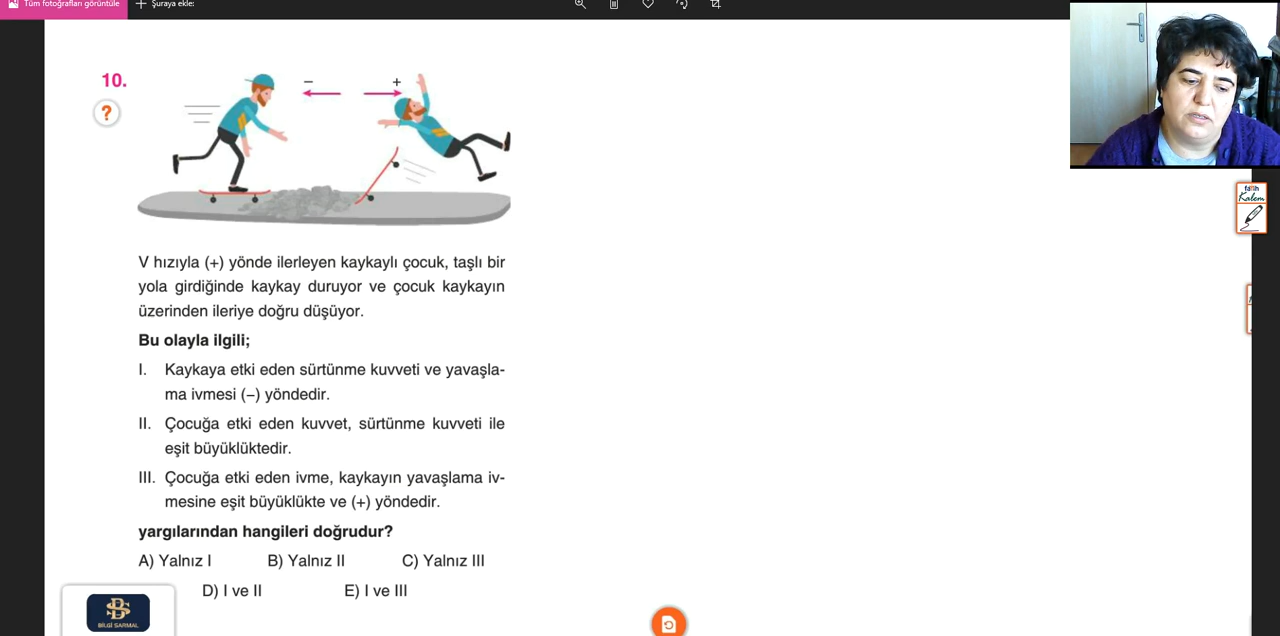 Tüm fotoğrafları görüntüle
Şuraya ekle:
10.
?
− +
V hızıyla (+) yönde ilerleyen kaykaylı çocuk, taşlı bir
yola girdiğinde kaykay duruyor ve çocuk kaykayın
üzerinden ileriye doğru düşüyor.
Bu olayla ilgili;
I. Kaykaya etki eden sürtünme kuvveti ve yavaşla-
ma ivmesi (−) yöndedir.
II. Çocuğa etki eden kuvvet, sürtünme kuvveti ile
eşit büyüklüktedir.
III. Çocuğa etki eden ivme, kaykayın yavaşlama iv-
mesine eşit büyüklükte ve (+) yöndedir.
yargılarından hangileri doğrudur?
A) Yalnız I B) Yalnız II C) Yalnız III
D) I ve II E) I ve III
BİLGİ SARMAL
fatih
Kalem